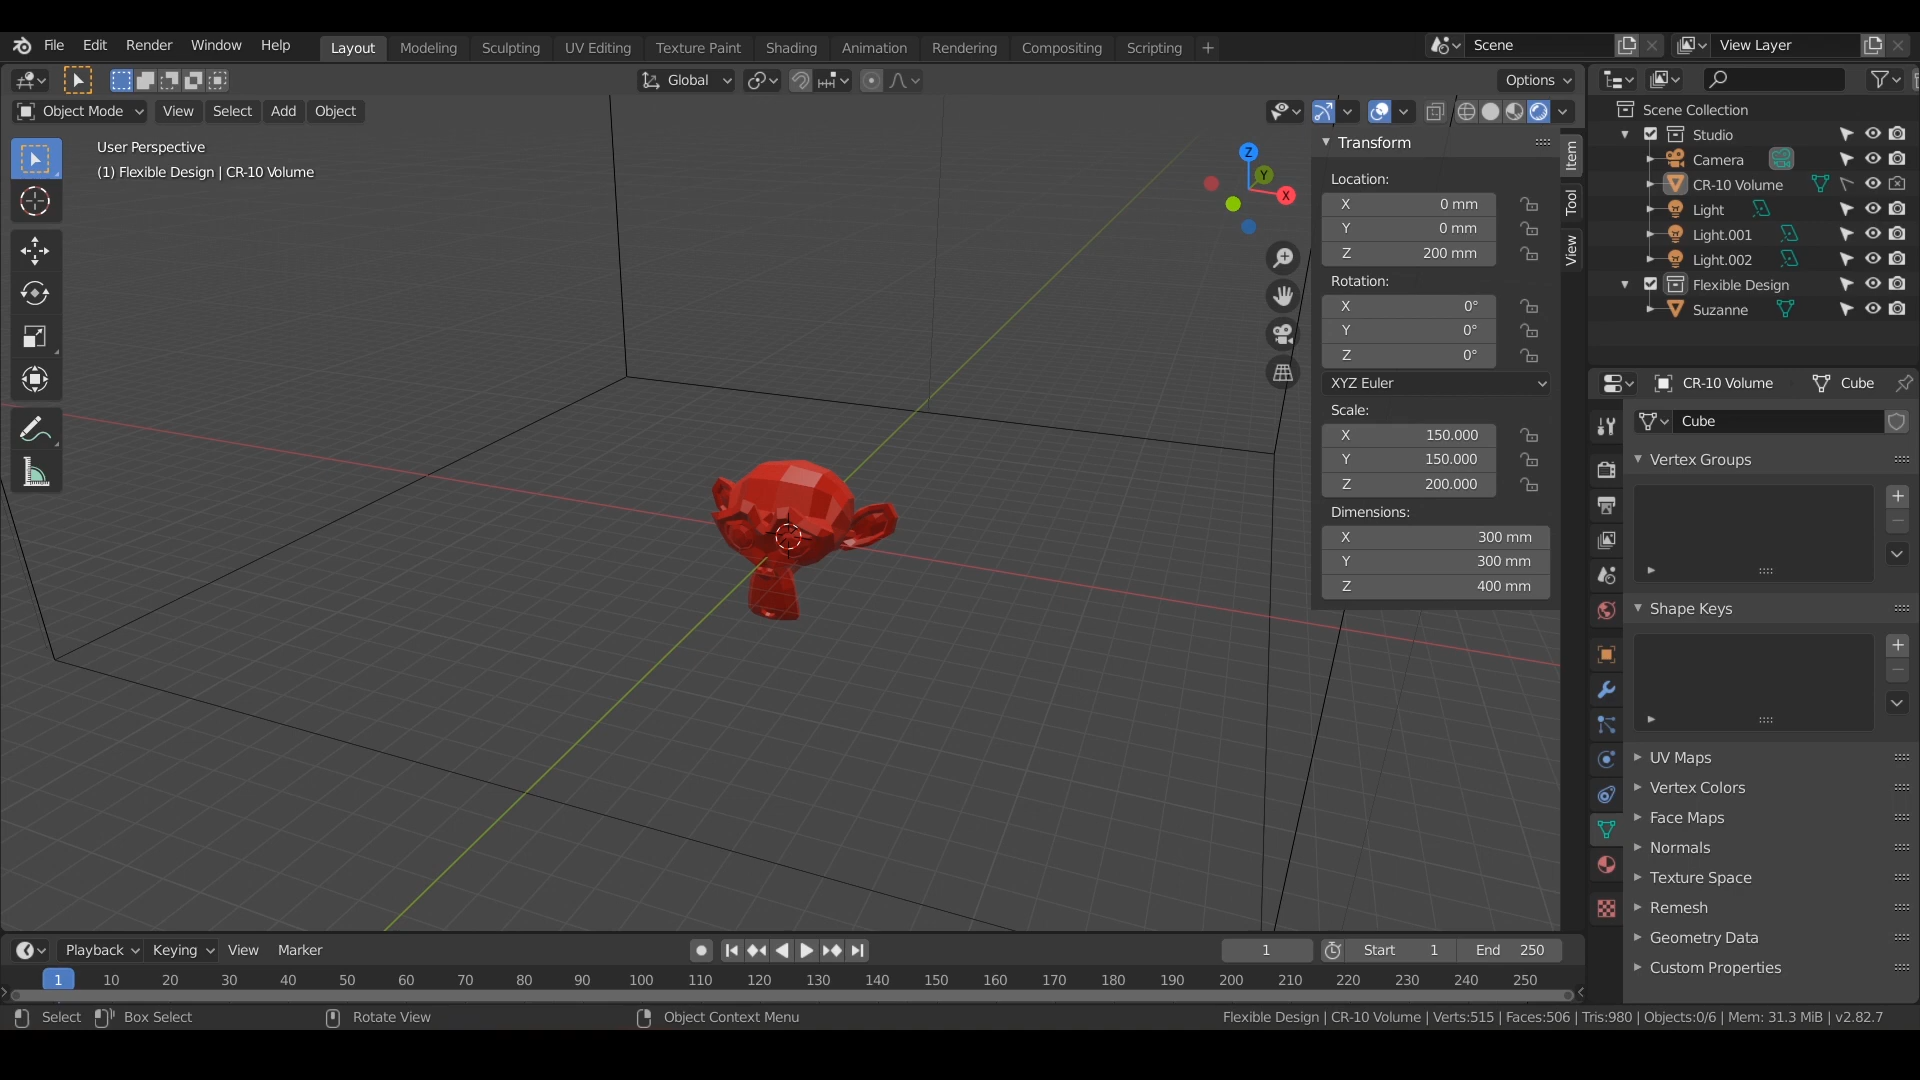 File Edit Render Window Help Layout Modeling Sculpting UV Editing Texture Paint Shading Animation Rendering Compositing Scripting + Scene View Layer
Global Options
Object Mode View Select Add Object
User Perspective
(1) Flexible Design | CR-10 Volume
Z
Y
X
Transform
Location:
X 0 mm
Y 0 mm
Z 200 mm
Rotation:
X 0°
Y 0°
Z 0°
XYZ Euler
Scale:
X 150.000
Y 150.000
Z 200.000
Dimensions:
X 300 mm
Y 300 mm
Z 400 mm
Item
Tool
View
Scene Collection
Studio
Camera
CR-10 Volume
Light
Light.001
Light.002
Flexible Design
Suzanne
CR-10 Volume Cube
Cube
Vertex Groups
Shape Keys
UV Maps
Vertex Colors
Face Maps
Normals
Texture Space
Remesh
Geometry Data
Custom Properties
Playback Keying View Marker 1 Start 1 End 250
1 10 20 30 40 50 60 70 80 90 100 110 120 130 140 150 160 170 180 190 200 210 220 230 240 250
Select Box Select Rotate View Object Context Menu Flexible Design | CR-10 Volume | Verts:515 | Faces:506 | Tris:980 | Objects:0/6 | Mem: 31.3 MiB | v2.82.7